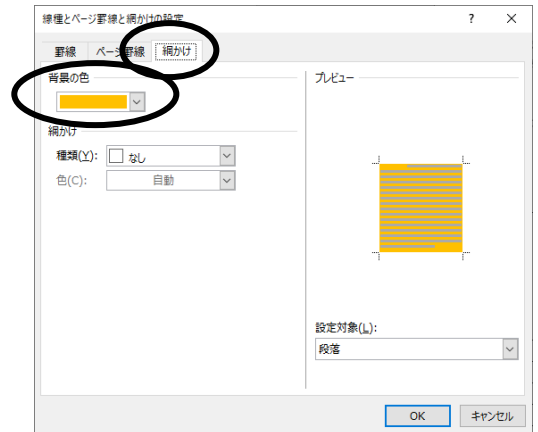 線種とページ罫線と網かけの設定 ? ×
罫線 ページ罫線 網かけ
背景の色
網かけ
種類(Y): なし
色(C): 自動
プレビュー
設定対象(L):
段落
OK キャンセル